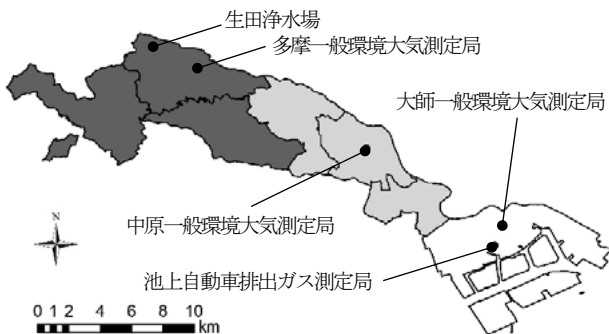 生田浄水場
多摩一般環境大気測定局
大師一般環境大気測定局
中原一般環境大気測定局
池上自動車排出ガス測定局
N
0 1 2 4 6 8 10
km